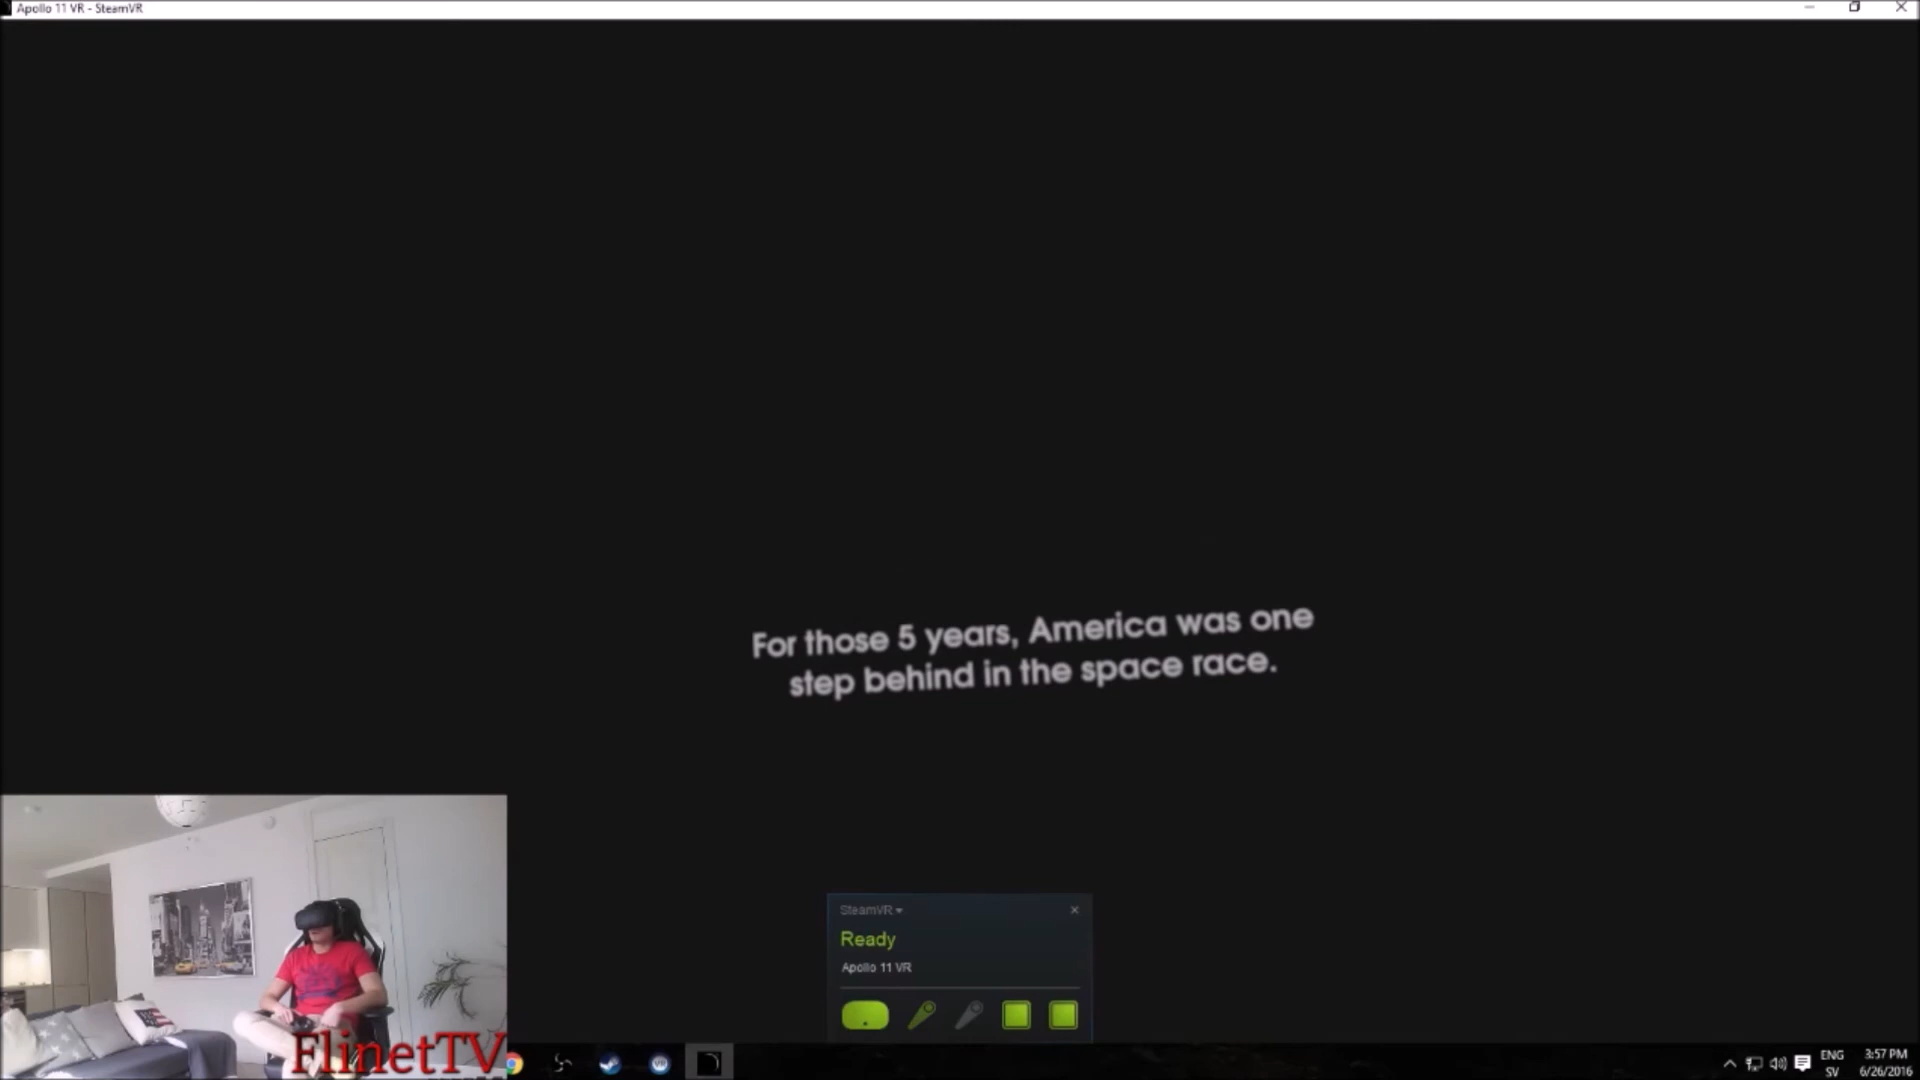 Apollo 11 VR - SteamVR
For those 5 years, America was one
step behind in the space race.
SteamVR
Ready
Apollo 11 VR
FlinetTV
ENG
SV
3:57 PM
6/26/2016